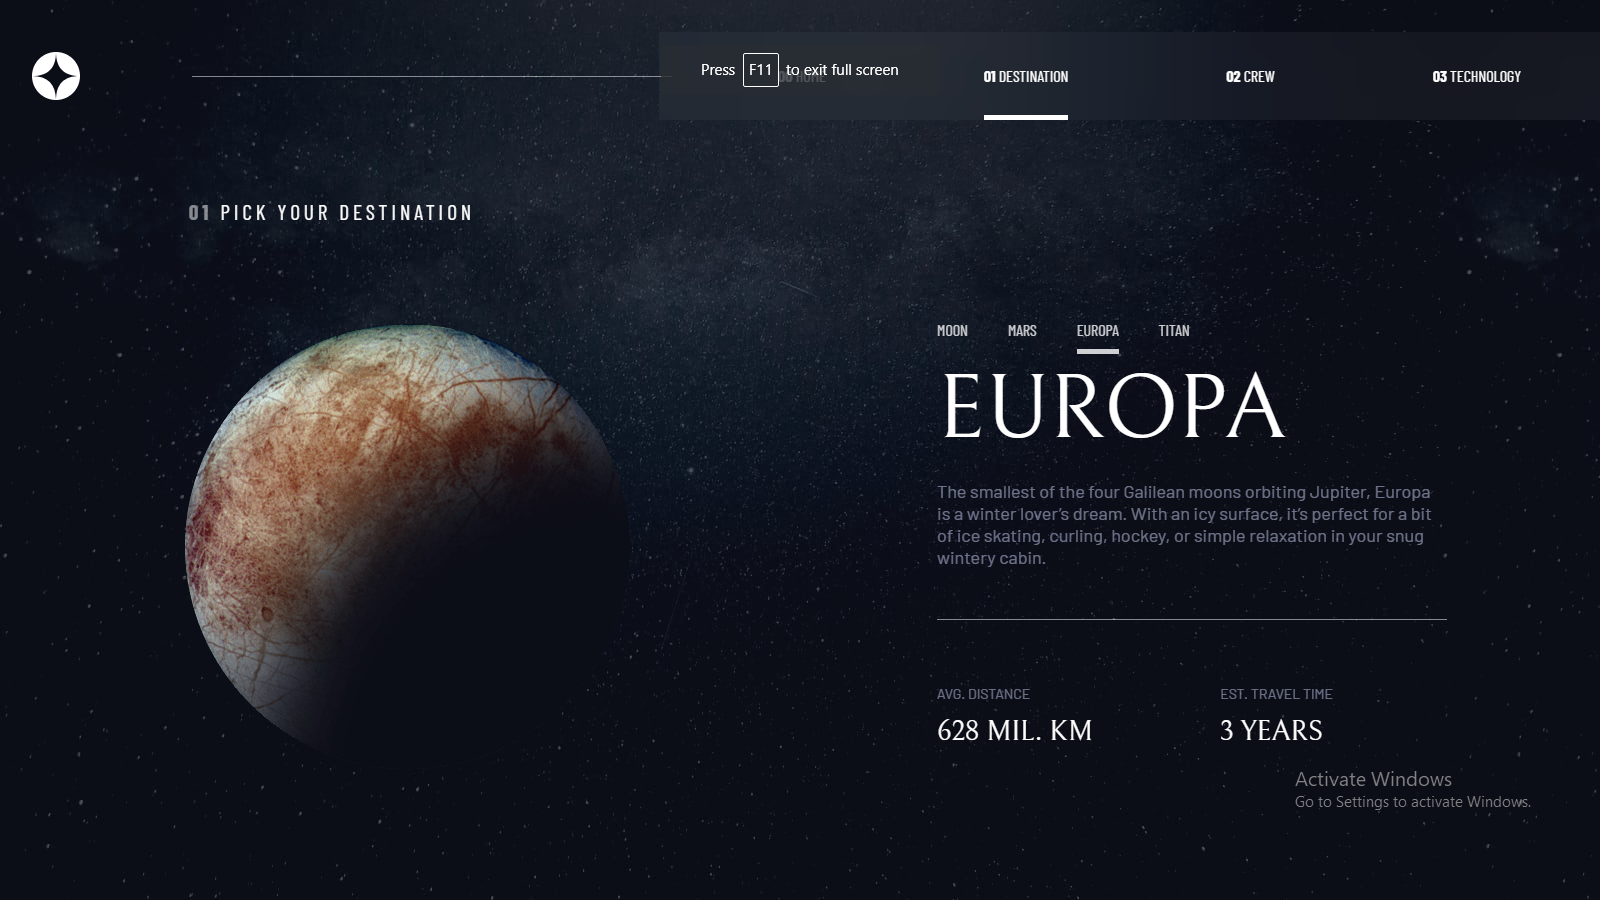 Press F11 to exit full screen
00 HOME
01 DESTINATION
02 CREW
03 TECHNOLOGY
01 PICK YOUR DESTINATION
MOON
MARS
EUROPA
TITAN
EUROPA
The smallest of the four Galilean moons orbiting Jupiter, Europa
is a winter lover’s dream. With an icy surface, it’s perfect for a bit
of ice skating, curling, hockey, or simple relaxation in your snug
wintery cabin.
AVG. DISTANCE
628 MIL. KM
EST. TRAVEL TIME
3 YEARS
Activate Windows
Go to Settings to activate Windows.